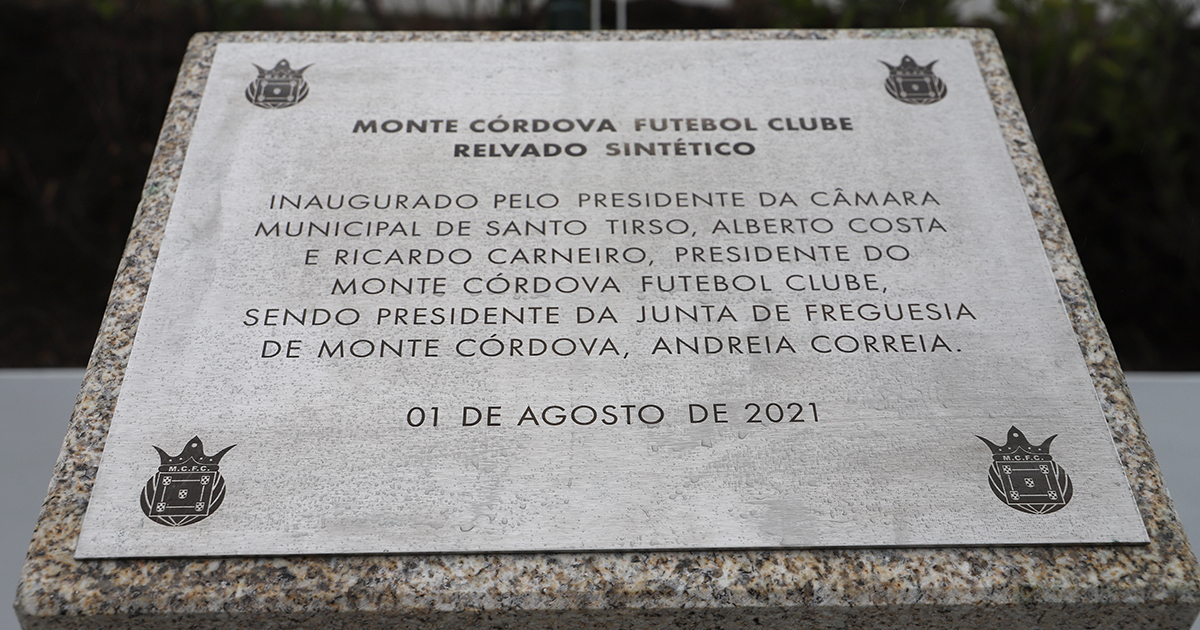 MONTE CÓRDOVA FUTEBOL CLUBE
RELVADO SINTÉTICO
INAUGURADO PELO PRESIDENTE DA CÂMARA
MUNICIPAL DE SANTO TIRSO, ALBERTO COSTA
E RICARDO CARNEIRO, PRESIDENTE DO
MONTE CÓRDOVA FUTEBOL CLUBE,
SENDO PRESIDENTE DA JUNTA DE FREGUESIA
DE MONTE CÓRDOVA, ANDREIA CORREIA.
01 DE AGOSTO DE 2021
M.C.F.C.
M.C.F.C.